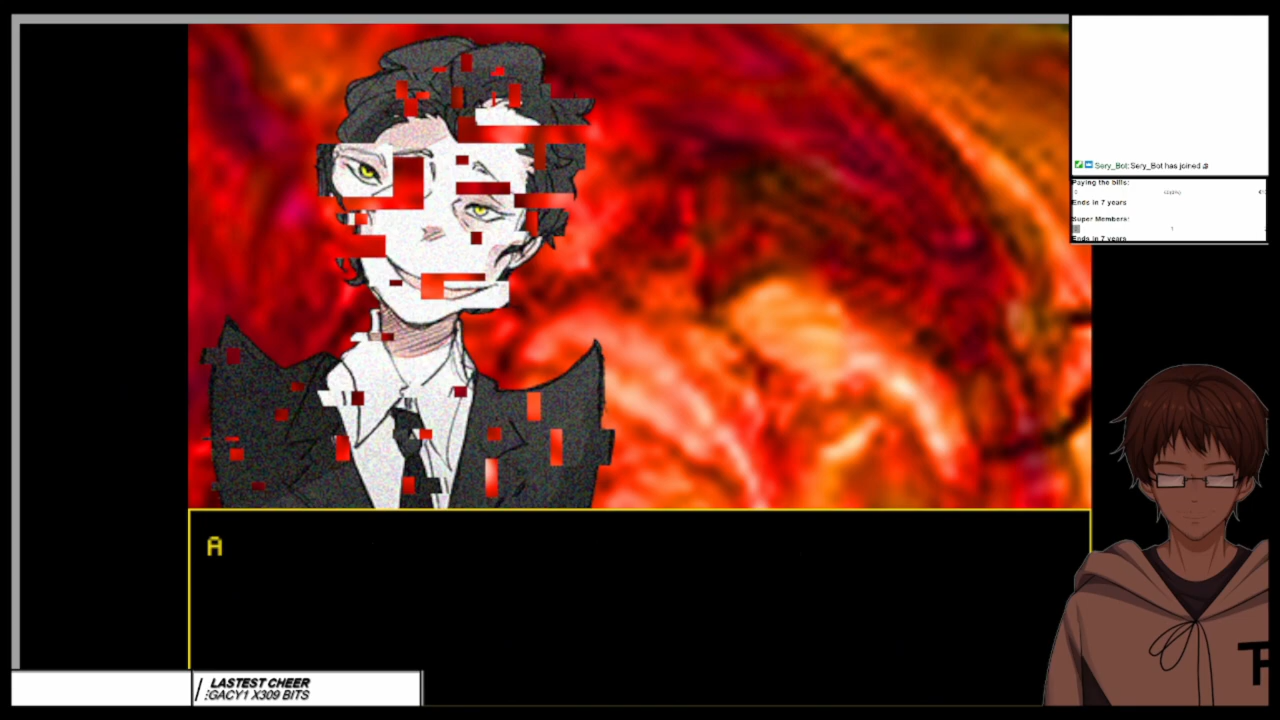 Sery_Bot: Sery_Bot has joined
Paying the bills:
Ends in 7 years
Super Members:
1
Ends in 7 years
A
LASTEST CHEER
GACY1 X309 BITS